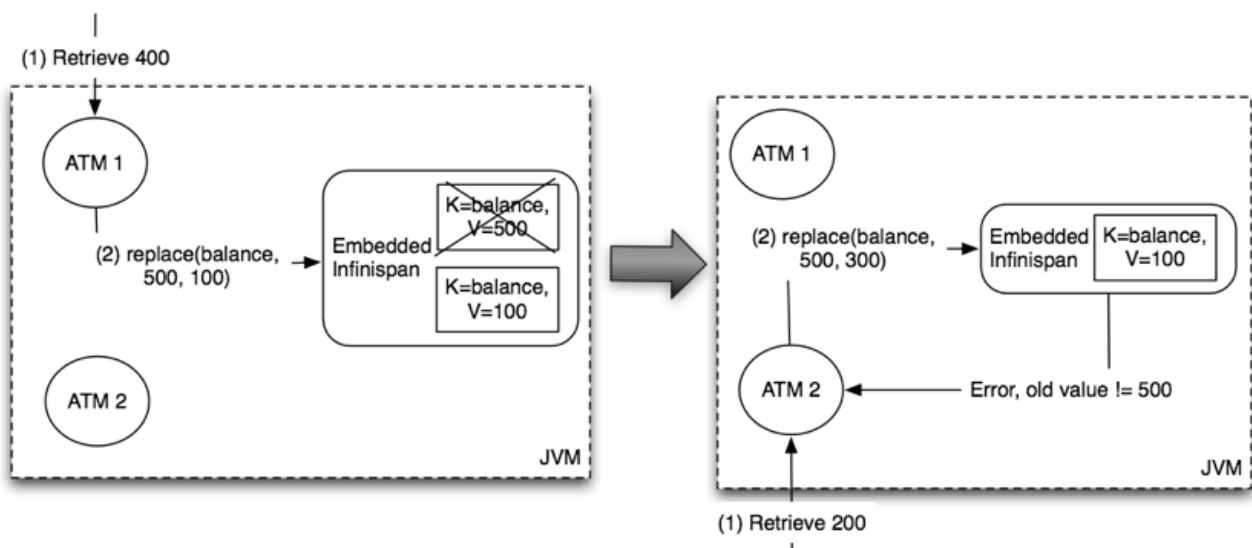 (1) Retrieve 400
ATM 1
(2) replace(balance,
500, 100)
Embedded
Infinispan
K=balance,
V=500
K=balance,
V=100
ATM 2
JVM
ATM 1
(2) replace(balance,
500, 300)
Embedded
Infinispan
K=balance,
V=100
ATM 2
Error, old value != 500
JVM
(1) Retrieve 200